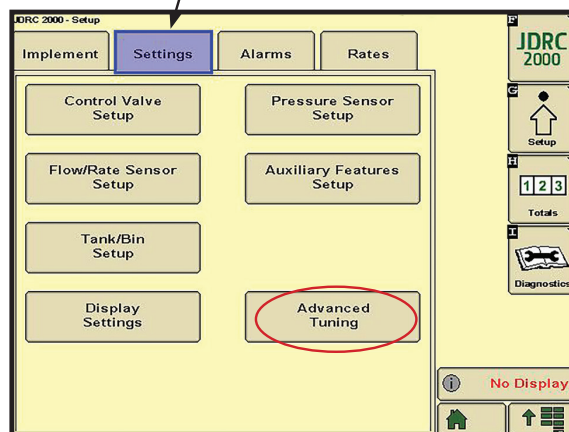 JDRC 2000 - Setup
Implement
Settings
Alarms
Rates
Control Valve
Setup
Pressure Sensor
Setup
Flow/Rate Sensor
Setup
Auxiliary Features
Setup
Tank/Bin
Setup
Display
Settings
Advanced
Tuning
F
JDRC
2000
G
Setup
H
1 2 3
Totals
I
Diagnostics
i
No Display